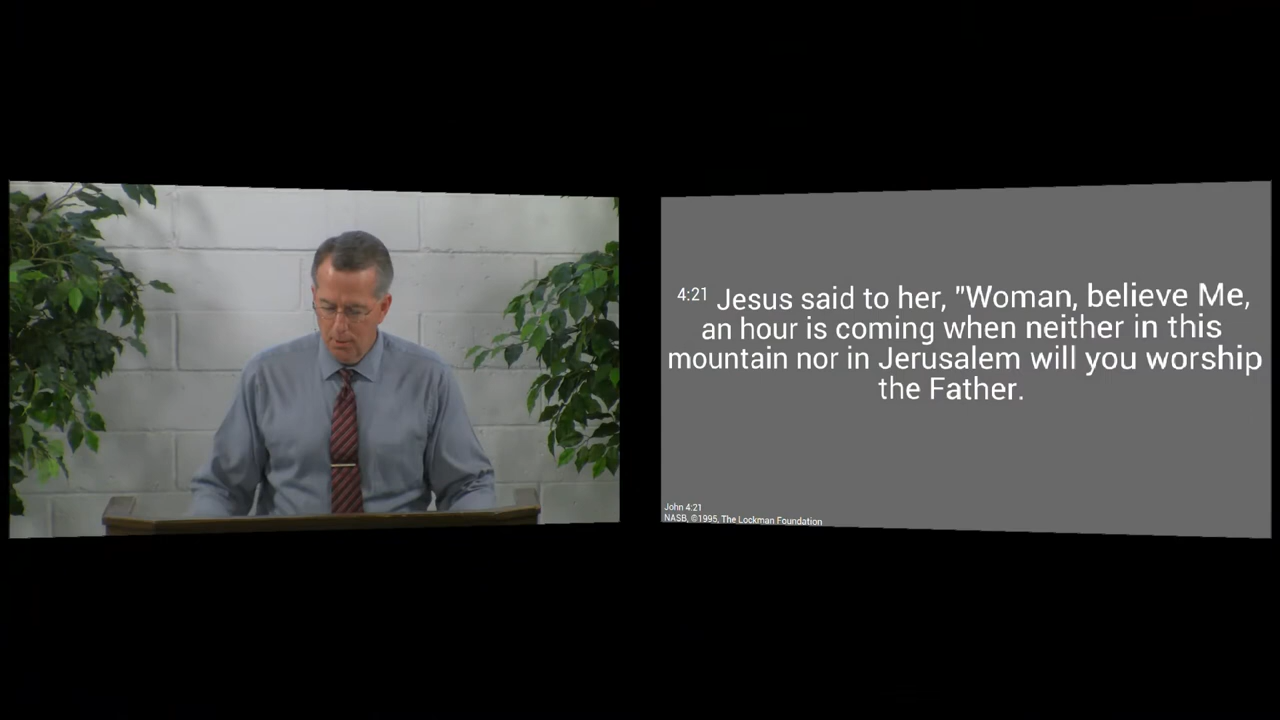 4:21 Jesus said to her, "Woman, believe Me,
an hour is coming when neither in this
mountain nor in Jerusalem will you worship
the Father.
John 4:21
NASB, ©1995, The Lockman Foundation